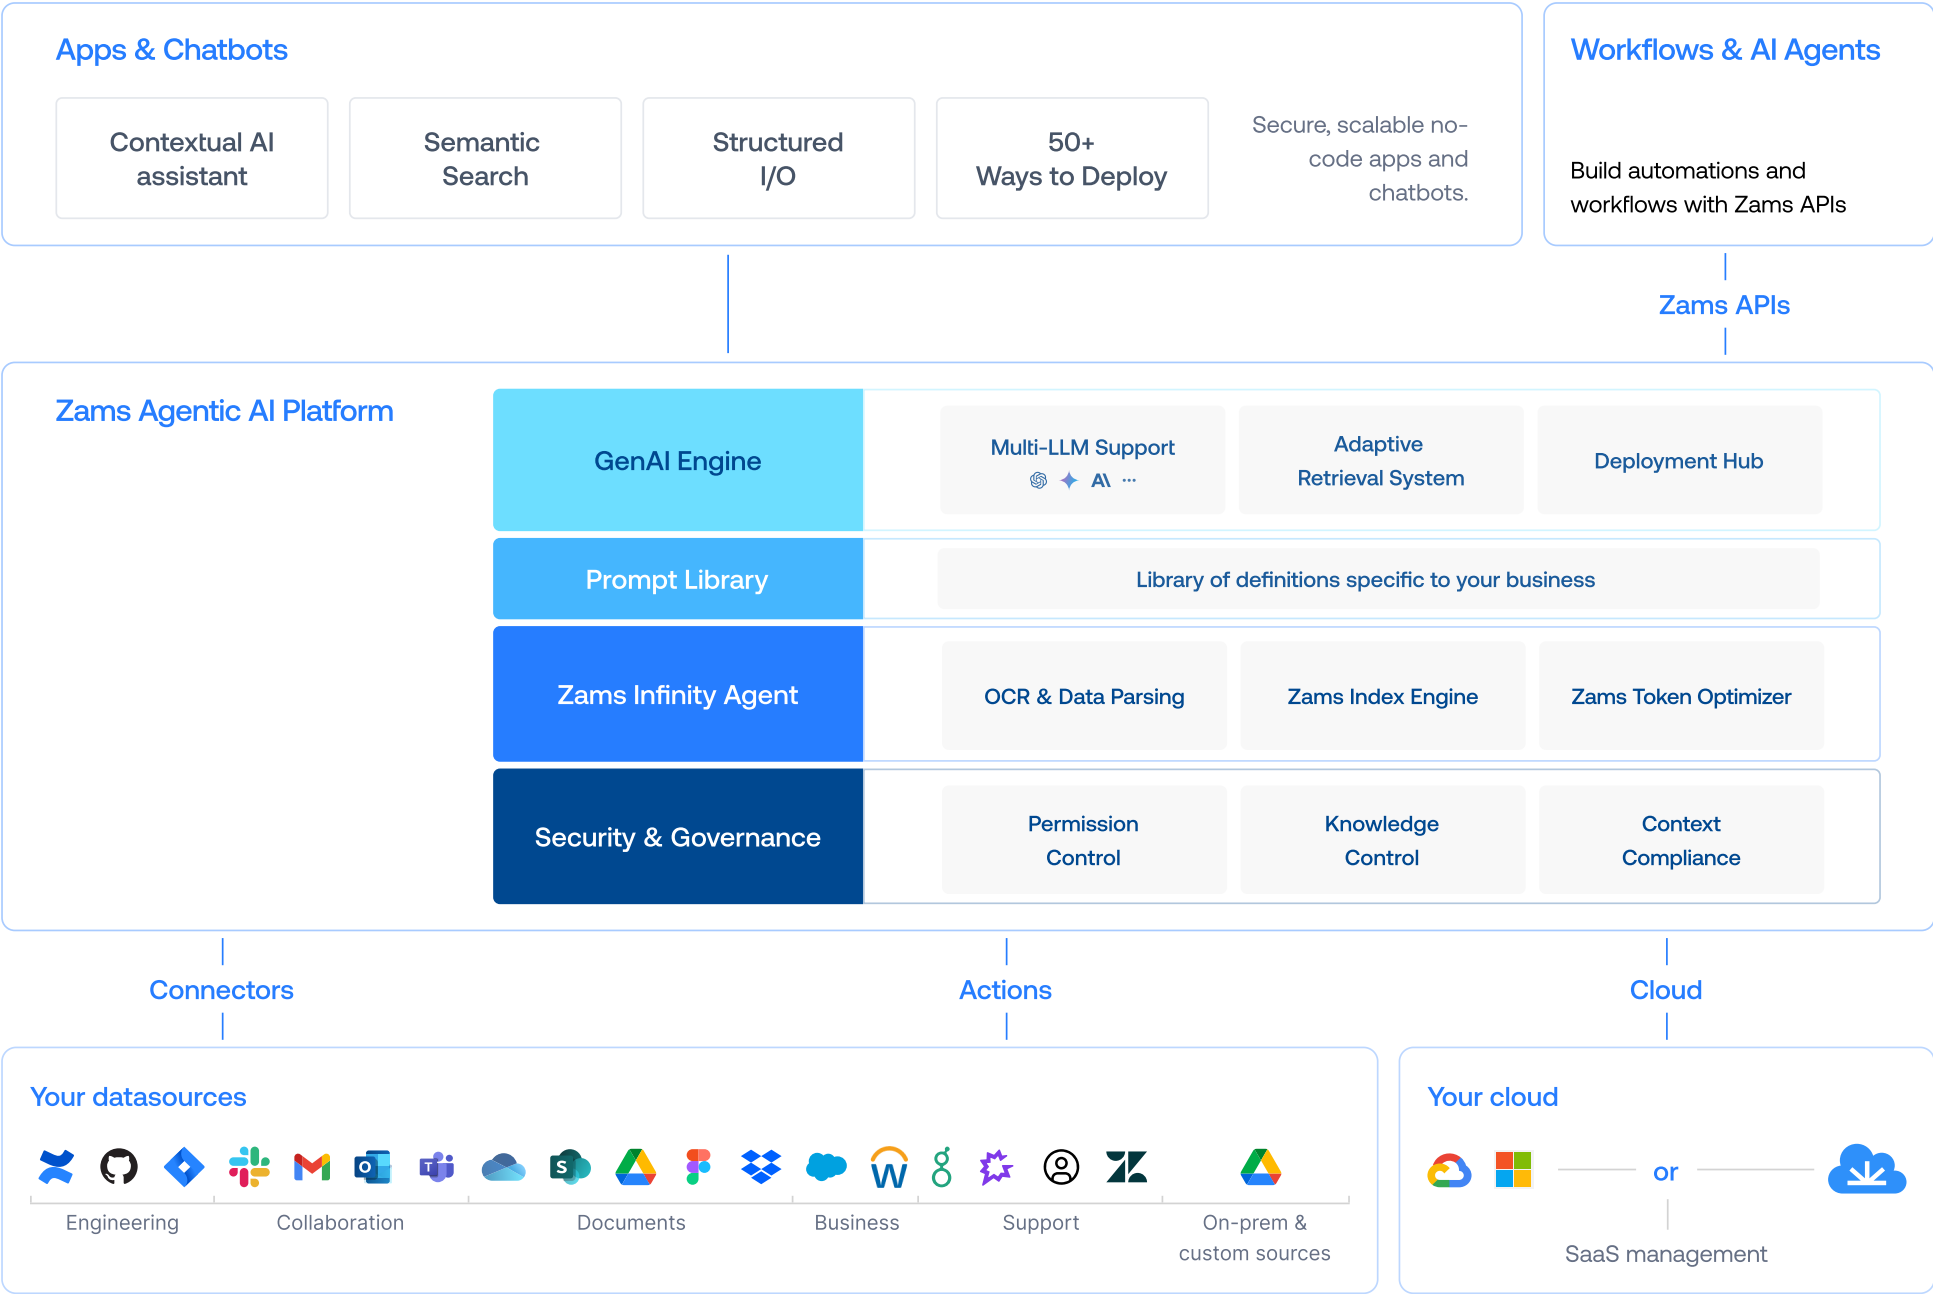 Apps & Chatbots
Contextual AI
assistant
Semantic
Search
Structured
I/O
50+
Ways to Deploy
Secure, scalable no-
code apps and
chatbots.
Workflows & AI Agents
Build automations and
workflows with Zams APIs
Zams APIs
Zams Agentic AI Platform
GenAI Engine
Multi-LLM Support
Adaptive
Retrieval System
Deployment Hub
Prompt Library
Library of definitions specific to your business
Zams Infinity Agent
OCR & Data Parsing
Zams Index Engine
Zams Token Optimizer
Security & Governance
Permission
Control
Knowledge
Control
Context
Compliance
Connectors
Actions
Cloud
Your datasources
Engineering
Collaboration
Documents
Business
Support
On-prem &
custom sources
Your cloud
or
SaaS management